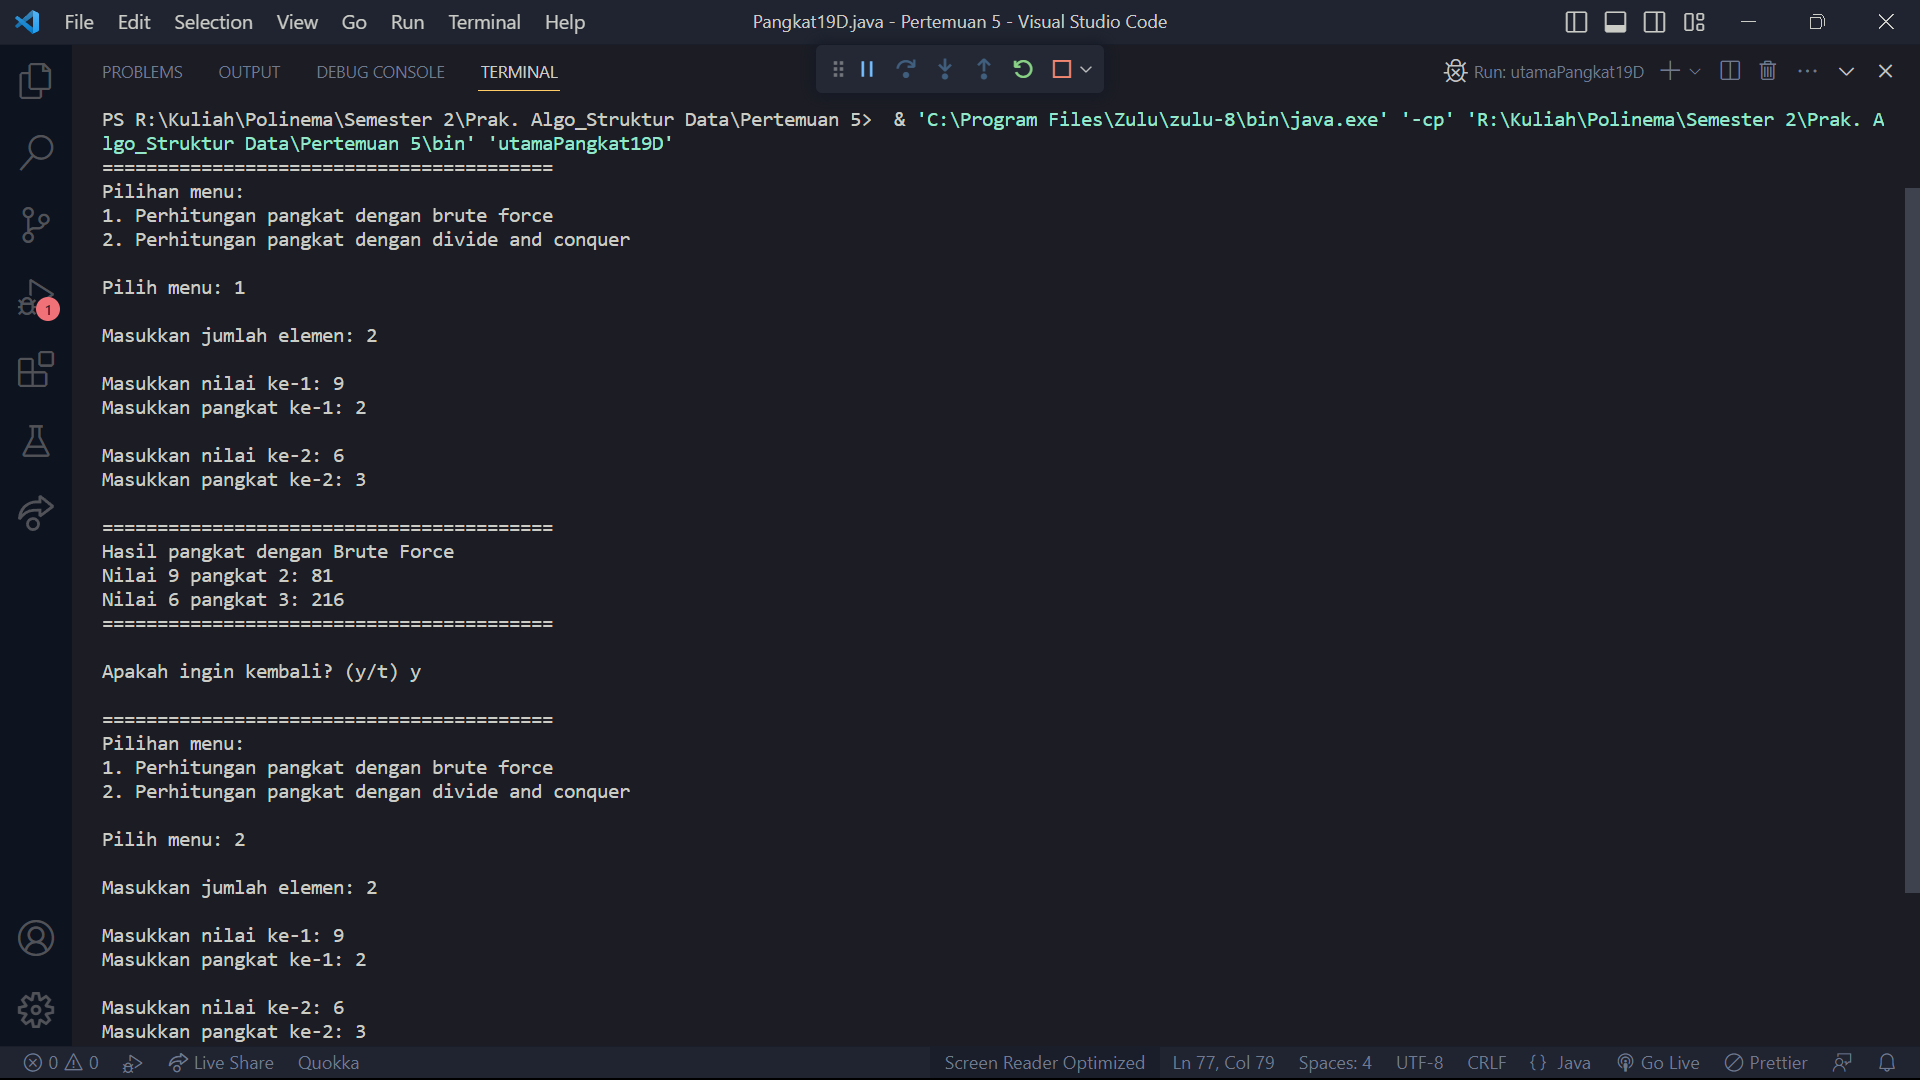 File Edit Selection View Go Run Terminal Help
Pangkat19D.java - Pertemuan 5 - Visual Studio Code
PROBLEMS OUTPUT DEBUG CONSOLE TERMINAL
Run: utamaPangkat19D
PS R:\Kuliah\Polinema\Semester 2\Prak. Algo_Struktur Data\Pertemuan 5>  & 'C:\Program Files\Zulu\zulu-8\bin\java.exe' '-cp' 'R:\Kuliah\Polinema\Semester 2\Prak. A
lgo_Struktur Data\Pertemuan 5\bin' 'utamaPangkat19D'
=========================================
Pilihan menu:
1. Perhitungan pangkat dengan brute force
2. Perhitungan pangkat dengan divide and conquer
Pilih menu: 1
Masukkan jumlah elemen: 2
Masukkan nilai ke-1: 9
Masukkan pangkat ke-1: 2
Masukkan nilai ke-2: 6
Masukkan pangkat ke-2: 3
=========================================
Hasil pangkat dengan Brute Force
Nilai 9 pangkat 2: 81
Nilai 6 pangkat 3: 216
=========================================
Apakah ingin kembali? (y/t) y
=========================================
Pilihan menu:
1. Perhitungan pangkat dengan brute force
2. Perhitungan pangkat dengan divide and conquer
Pilih menu: 2
Masukkan jumlah elemen: 2
Masukkan nilai ke-1: 9
Masukkan pangkat ke-1: 2
Masukkan nilai ke-2: 6
Masukkan pangkat ke-2: 3
1
0 0 Live Share Quokka Screen Reader Optimized Ln 77, Col 79 Spaces: 4 UTF-8 CRLF {} Java Go Live Prettier